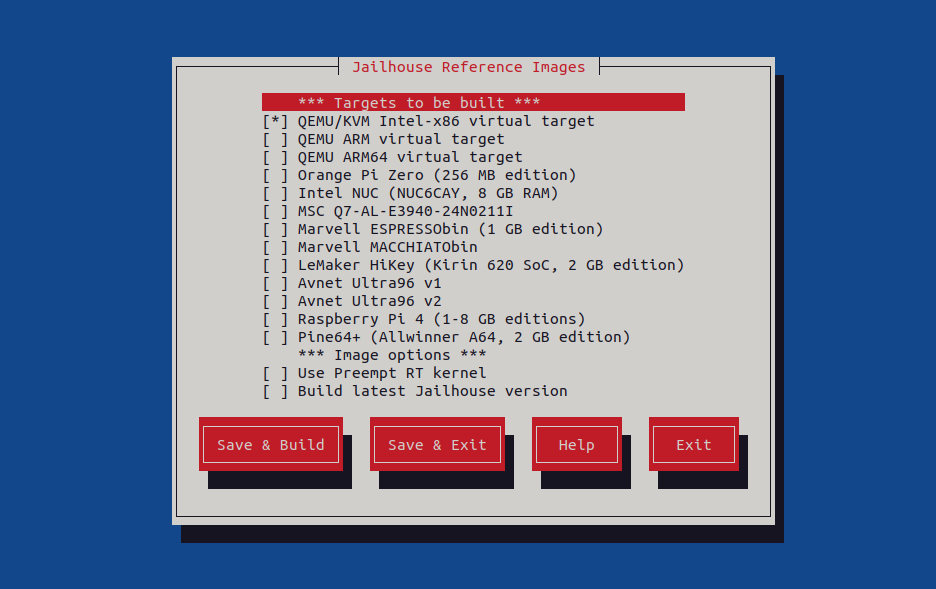 Jailhouse Reference Images
*** Targets to be built ***
[*] QEMU/KVM Intel-x86 virtual target
[ ] QEMU ARM virtual target
[ ] QEMU ARM64 virtual target
[ ] Orange Pi Zero (256 MB edition)
[ ] Intel NUC (NUC6CAY, 8 GB RAM)
[ ] MSC Q7-AL-E3940-24N0211I
[ ] Marvell ESPRESSObin (1 GB edition)
[ ] Marvell MACCHIATObin
[ ] LeMaker HiKey (Kirin 620 SoC, 2 GB edition)
[ ] Avnet Ultra96 v1
[ ] Avnet Ultra96 v2
[ ] Raspberry Pi 4 (1-8 GB editions)
[ ] Pine64+ (Allwinner A64, 2 GB edition)
*** Image options ***
[ ] Use Preempt RT kernel
[ ] Build latest Jailhouse version
Save & Build Save & Exit Help Exit